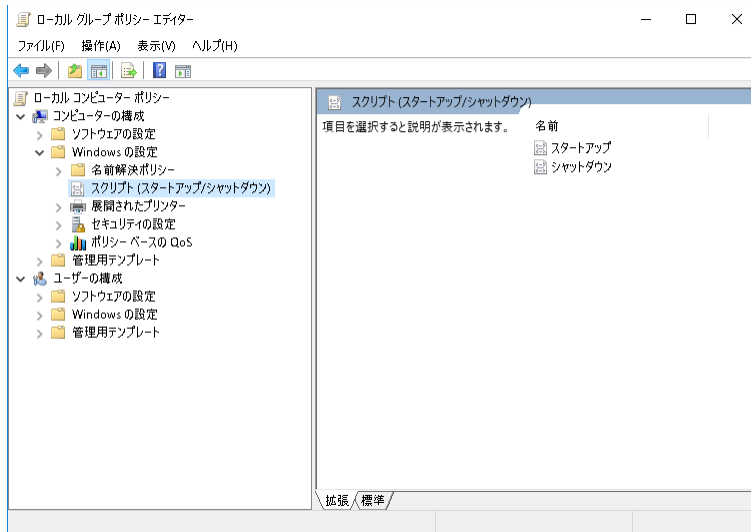 ローカル グループ ポリシー エディター
ファイル(F) 操作(A) 表示(V) ヘルプ(H)
ローカル コンピューター ポリシー
コンピューターの構成
ソフトウェアの設定
Windows の設定
名前解決ポリシー
スクリプト (スタートアップ/シャットダウン)
展開されたプリンター
セキュリティの設定
ポリシー ベースの QoS
管理用テンプレート
ユーザーの構成
ソフトウェアの設定
Windows の設定
管理用テンプレート
スクリプト (スタートアップ/シャットダウン)
項目を選択すると説明が表示されます。
名前
スタートアップ
シャットダウン
拡張 標準